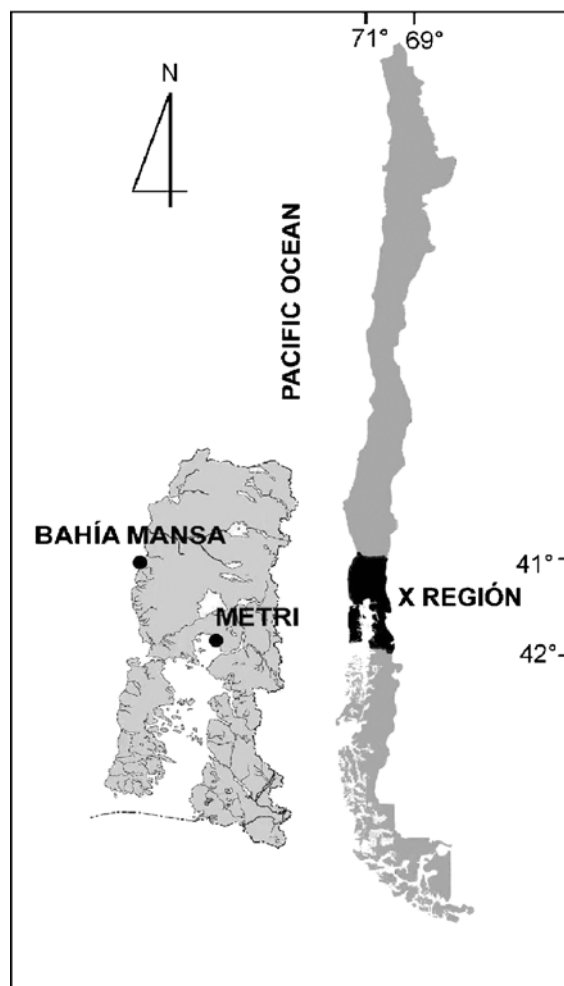 71° 69°
N
PACIFIC OCEAN
BAHÍA MANSA
METRI
41°
X REGIÓN
42°